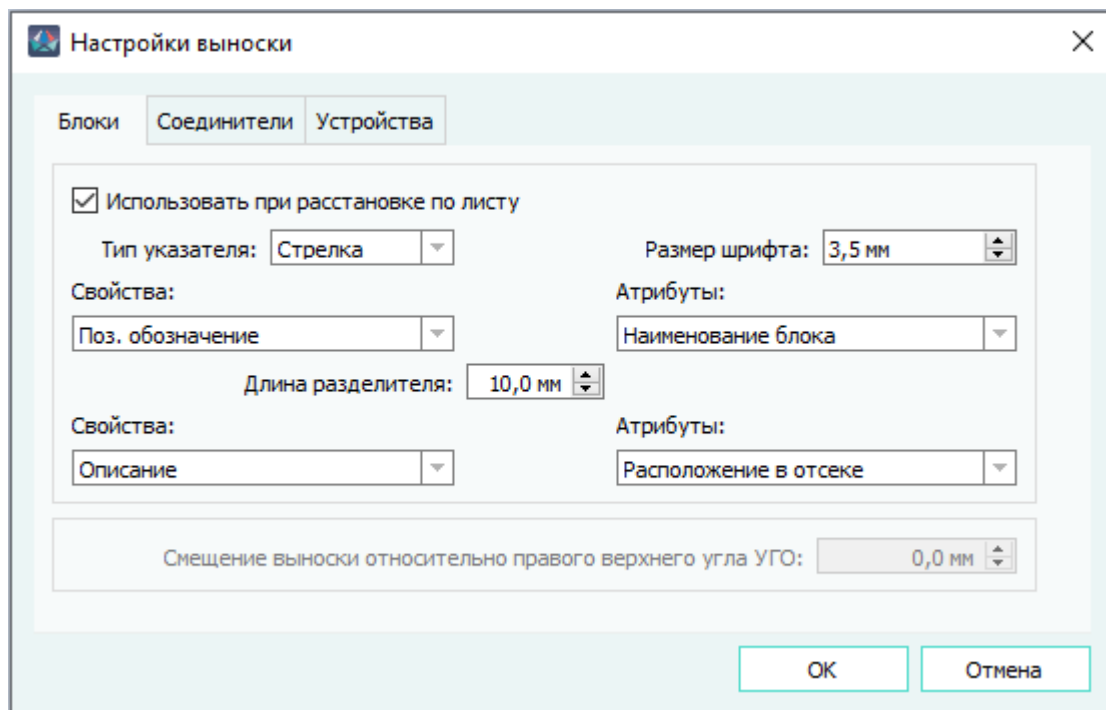 Настройки выноски
Блоки Соединители Устройства
Использовать при расстановке по листу
Тип указателя: Стрелка Размер шрифта: 3,5 мм
Свойства: Атрибуты:
Поз. обозначение Наименование блока
Длина разделителя: 10,0 мм
Свойства: Атрибуты:
Описание Расположение в отсеке
Смещение выноски относительно правого верхнего угла УГО: 0,0 мм
ОК Отмена